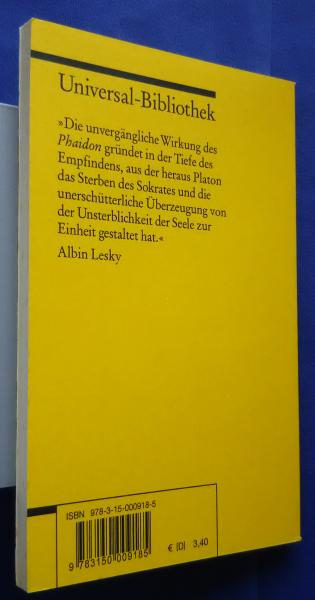 Universal-Bibliothek
»Die unvergängliche Wirkung des
Phaidon gründet in der Tiefe des
Empfindens, aus der heraus Platon
das Sterben des Sokrates und die
unerschütterliche Überzeugung von
der Unsterblichkeit der Seele zur
Einheit gestaltet hat.«
Albin Lesky
ISBN 978-3-15-000918-5
9 783150 009185
€ [D] 3,40